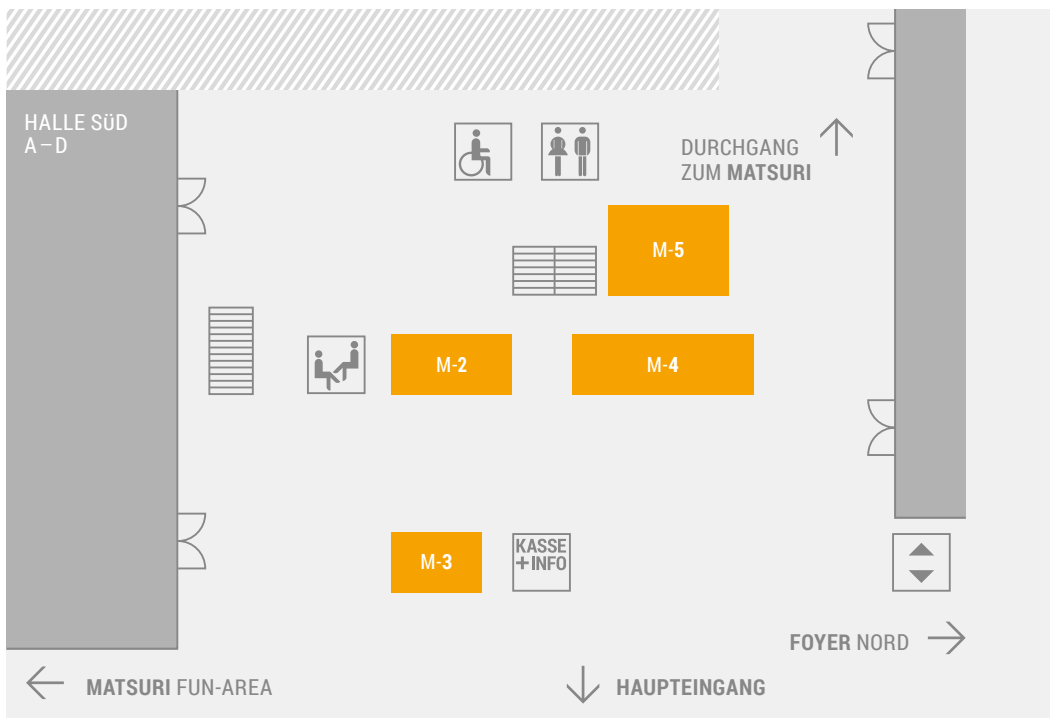 HALLE SüD
A – D
DURCHGANG
ZUM MATSURI
M-5
M-2
M-4
M-3
KASSE
+INFO
FOYER NORD
MATSURI FUN-AREA
HAUPTEINGANG